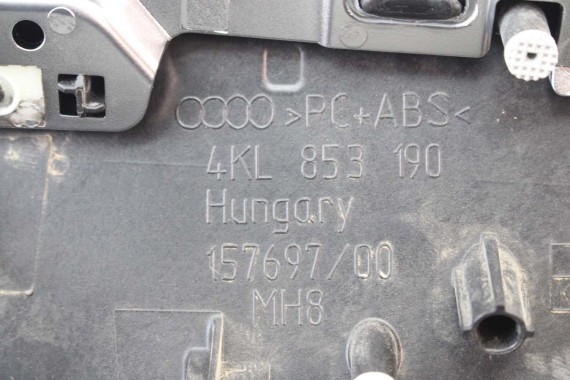 >PC+ABS<
4KL 853 190
Hungary
157697/00
MH8